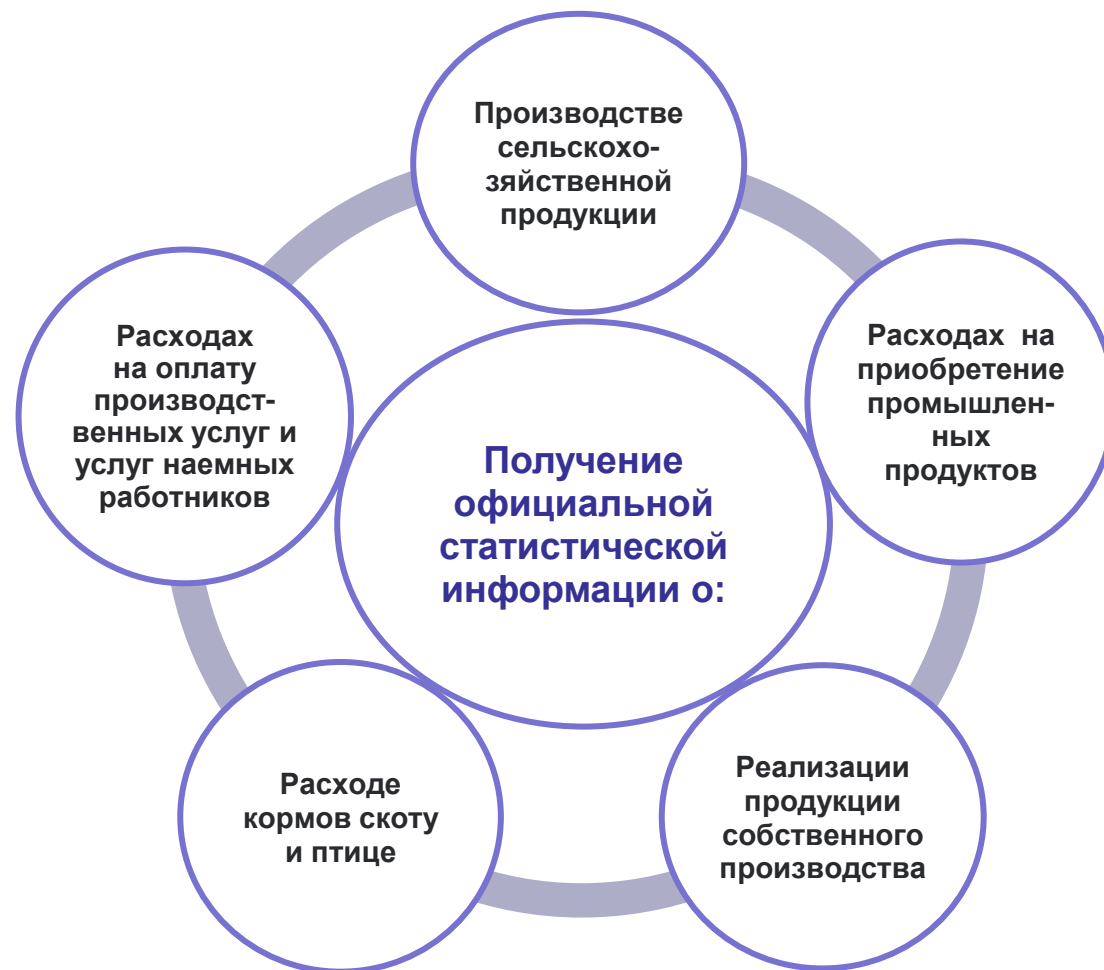 Производстве
сельскохо-
зяйственной
продукции
Расходах на
приобретение
промышлен-
ных
продуктов
Реализации
продукции
собственного
производства
Расходе
кормов скоту
и птице
Расходах
на оплату
производст-
венных услуг и
услуг наемных
работников
Получение
официальной
статистической
информации о: